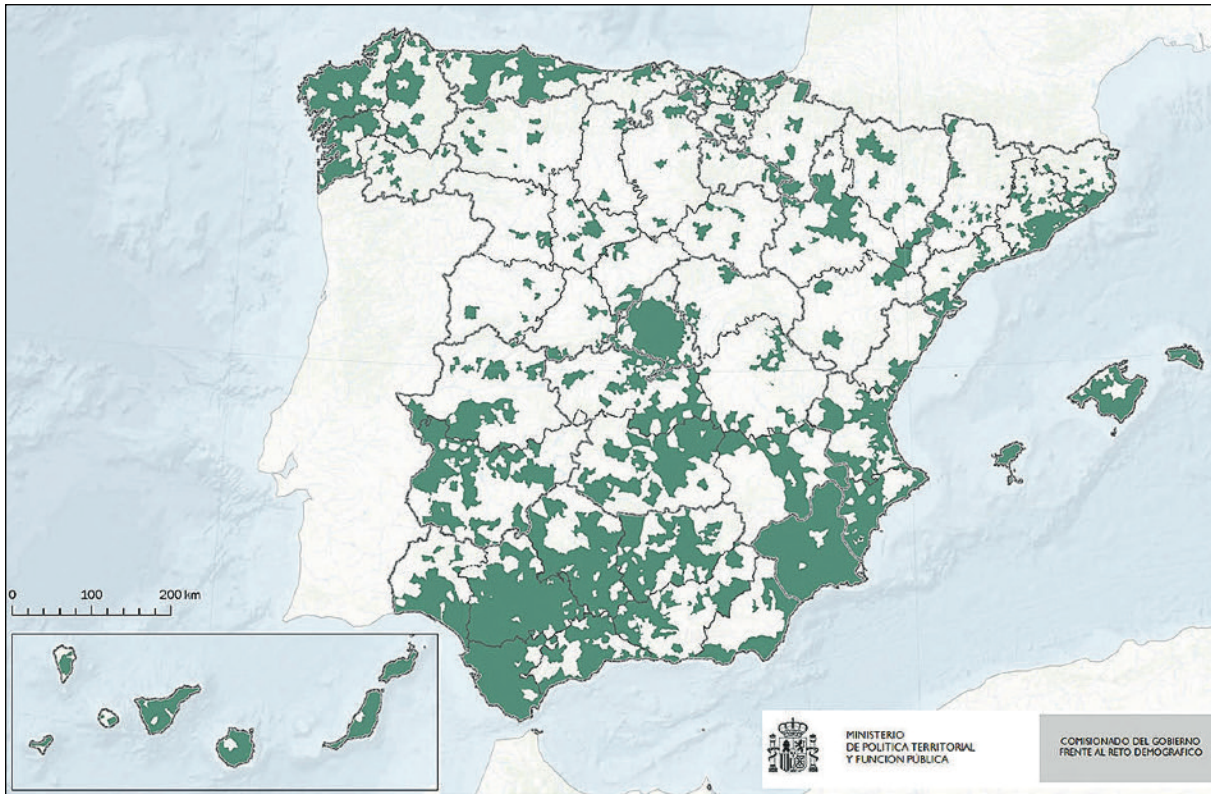 0 100 200 km
MINISTERIO
DE POLÍTICA TERRITORIAL
Y FUNCIÓN PÚBLICA
COMISIONADO DEL GOBIERNO
FRENTE AL RETO DEMOGRÁFICO